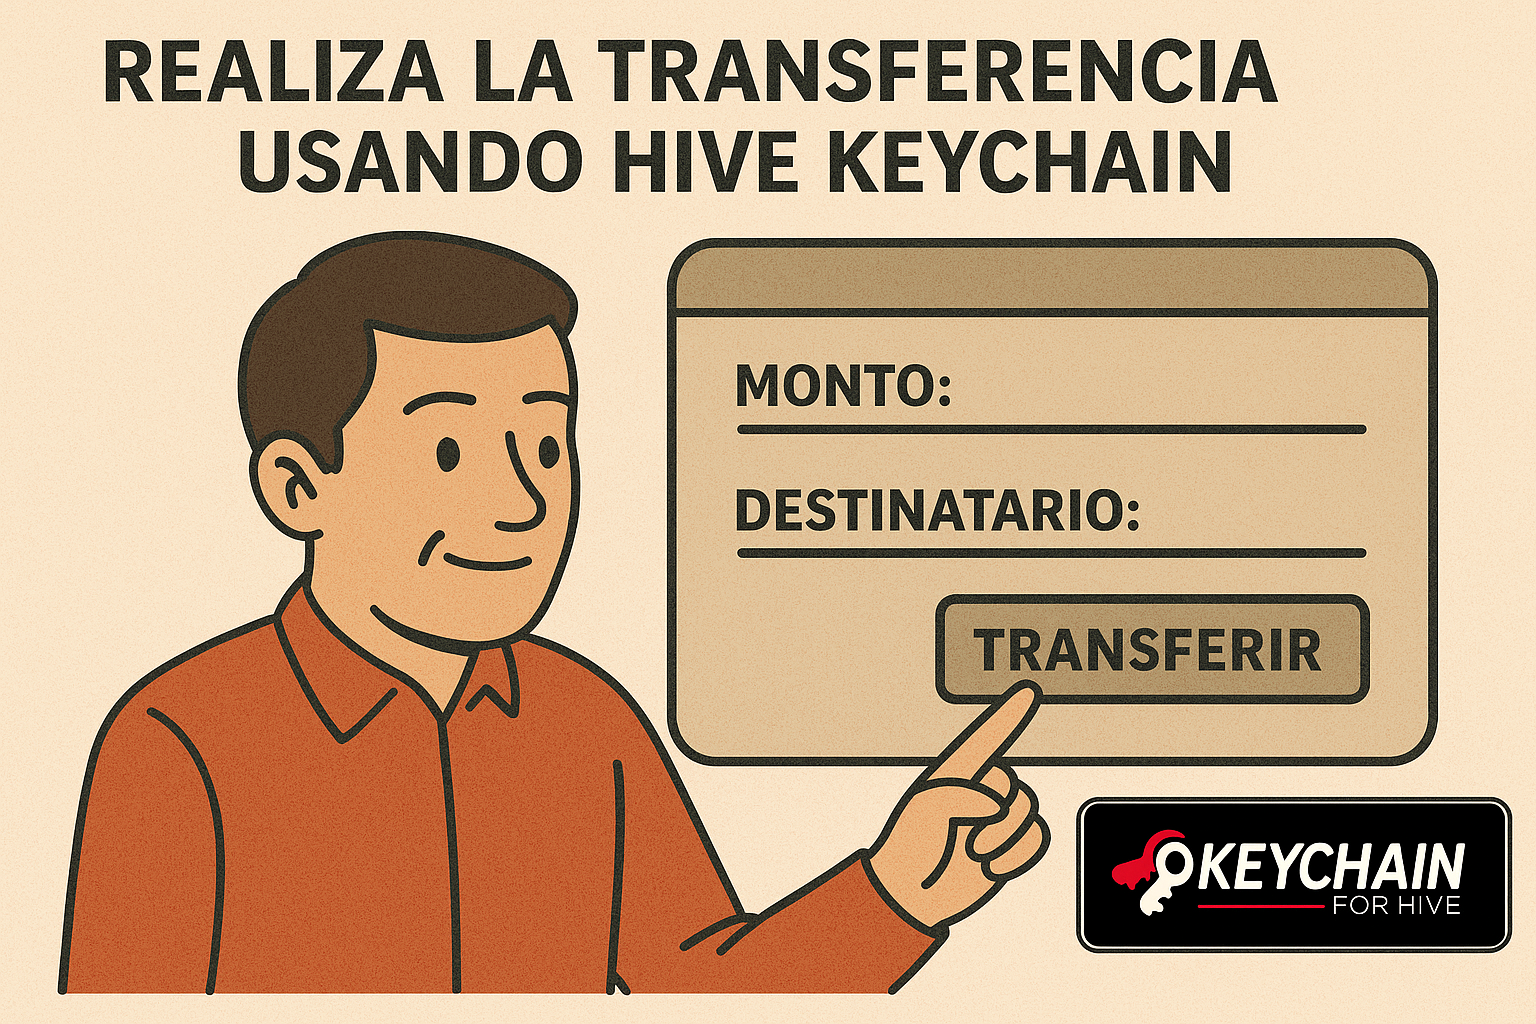 REALIZA LA TRANSFERENCIA
USANDO HIVE KEYCHAIN
MONTO:
DESTINATARIO:
TRANSFERIR
KEYCHAIN
FOR HIVE